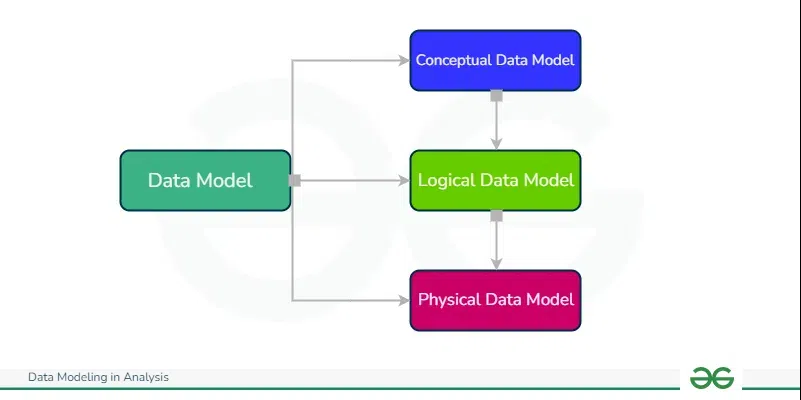 Conceptual Data Model
Data Model
Logical Data Model
Physical Data Model
Data Modeling in Analysis